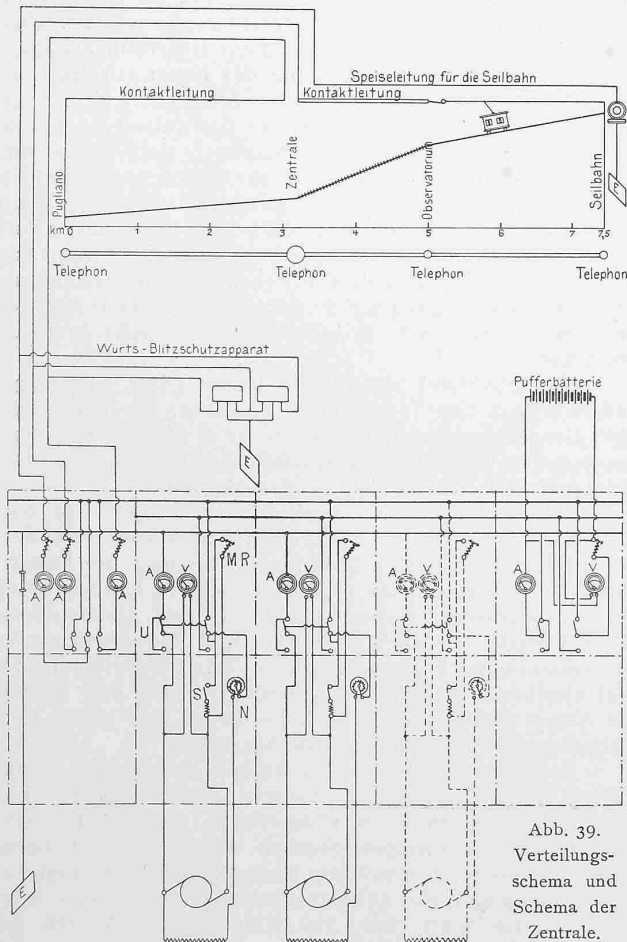 Speiseleitung für die Seilbahn
Kontaktleitung
Kontaktleitung
Pugliano
Zentrale
Observatorium
Seilbahn
E
km 0 1 2 3 4 5 6 7 7,5
Telephon Telephon Telephon Telephon
Wurts-Blitzschutzapparat
Pufferbatterie
E
MR
A A A A V A V A V A V
U
S
N
E
Abb. 39.
Verteilungs-
schema und
Schema der
Zentrale.